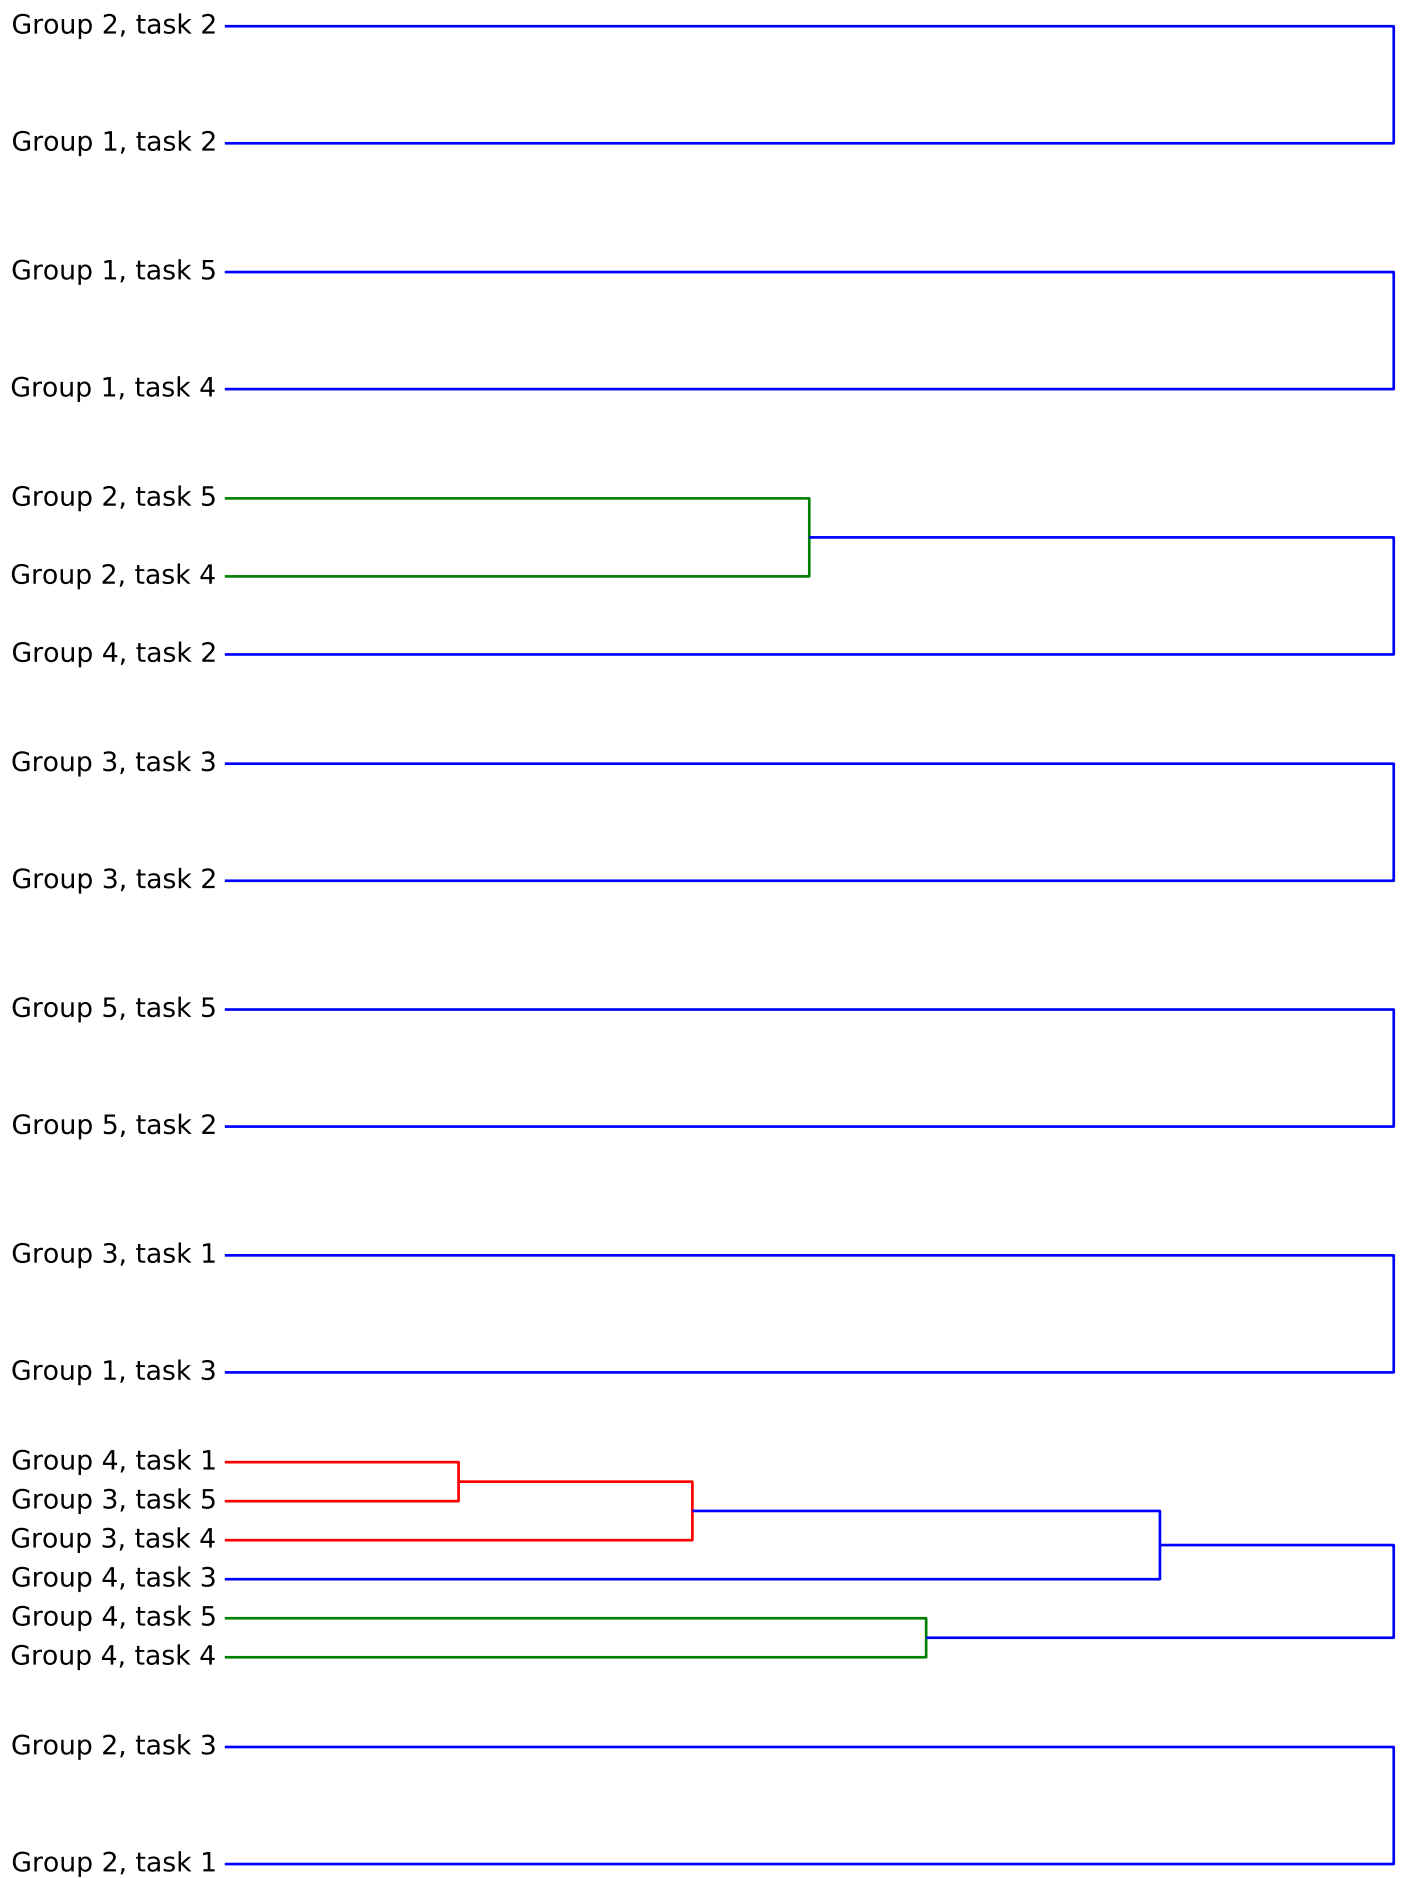 Group 2, task 2
Group 1, task 2
Group 1, task 5
Group 1, task 4
Group 2, task 5
Group 2, task 4
Group 4, task 2
Group 3, task 3
Group 3, task 2
Group 5, task 5
Group 5, task 2
Group 3, task 1
Group 1, task 3
Group 4, task 1
Group 3, task 5
Group 3, task 4
Group 4, task 3
Group 4, task 5
Group 4, task 4
Group 2, task 3
Group 2, task 1